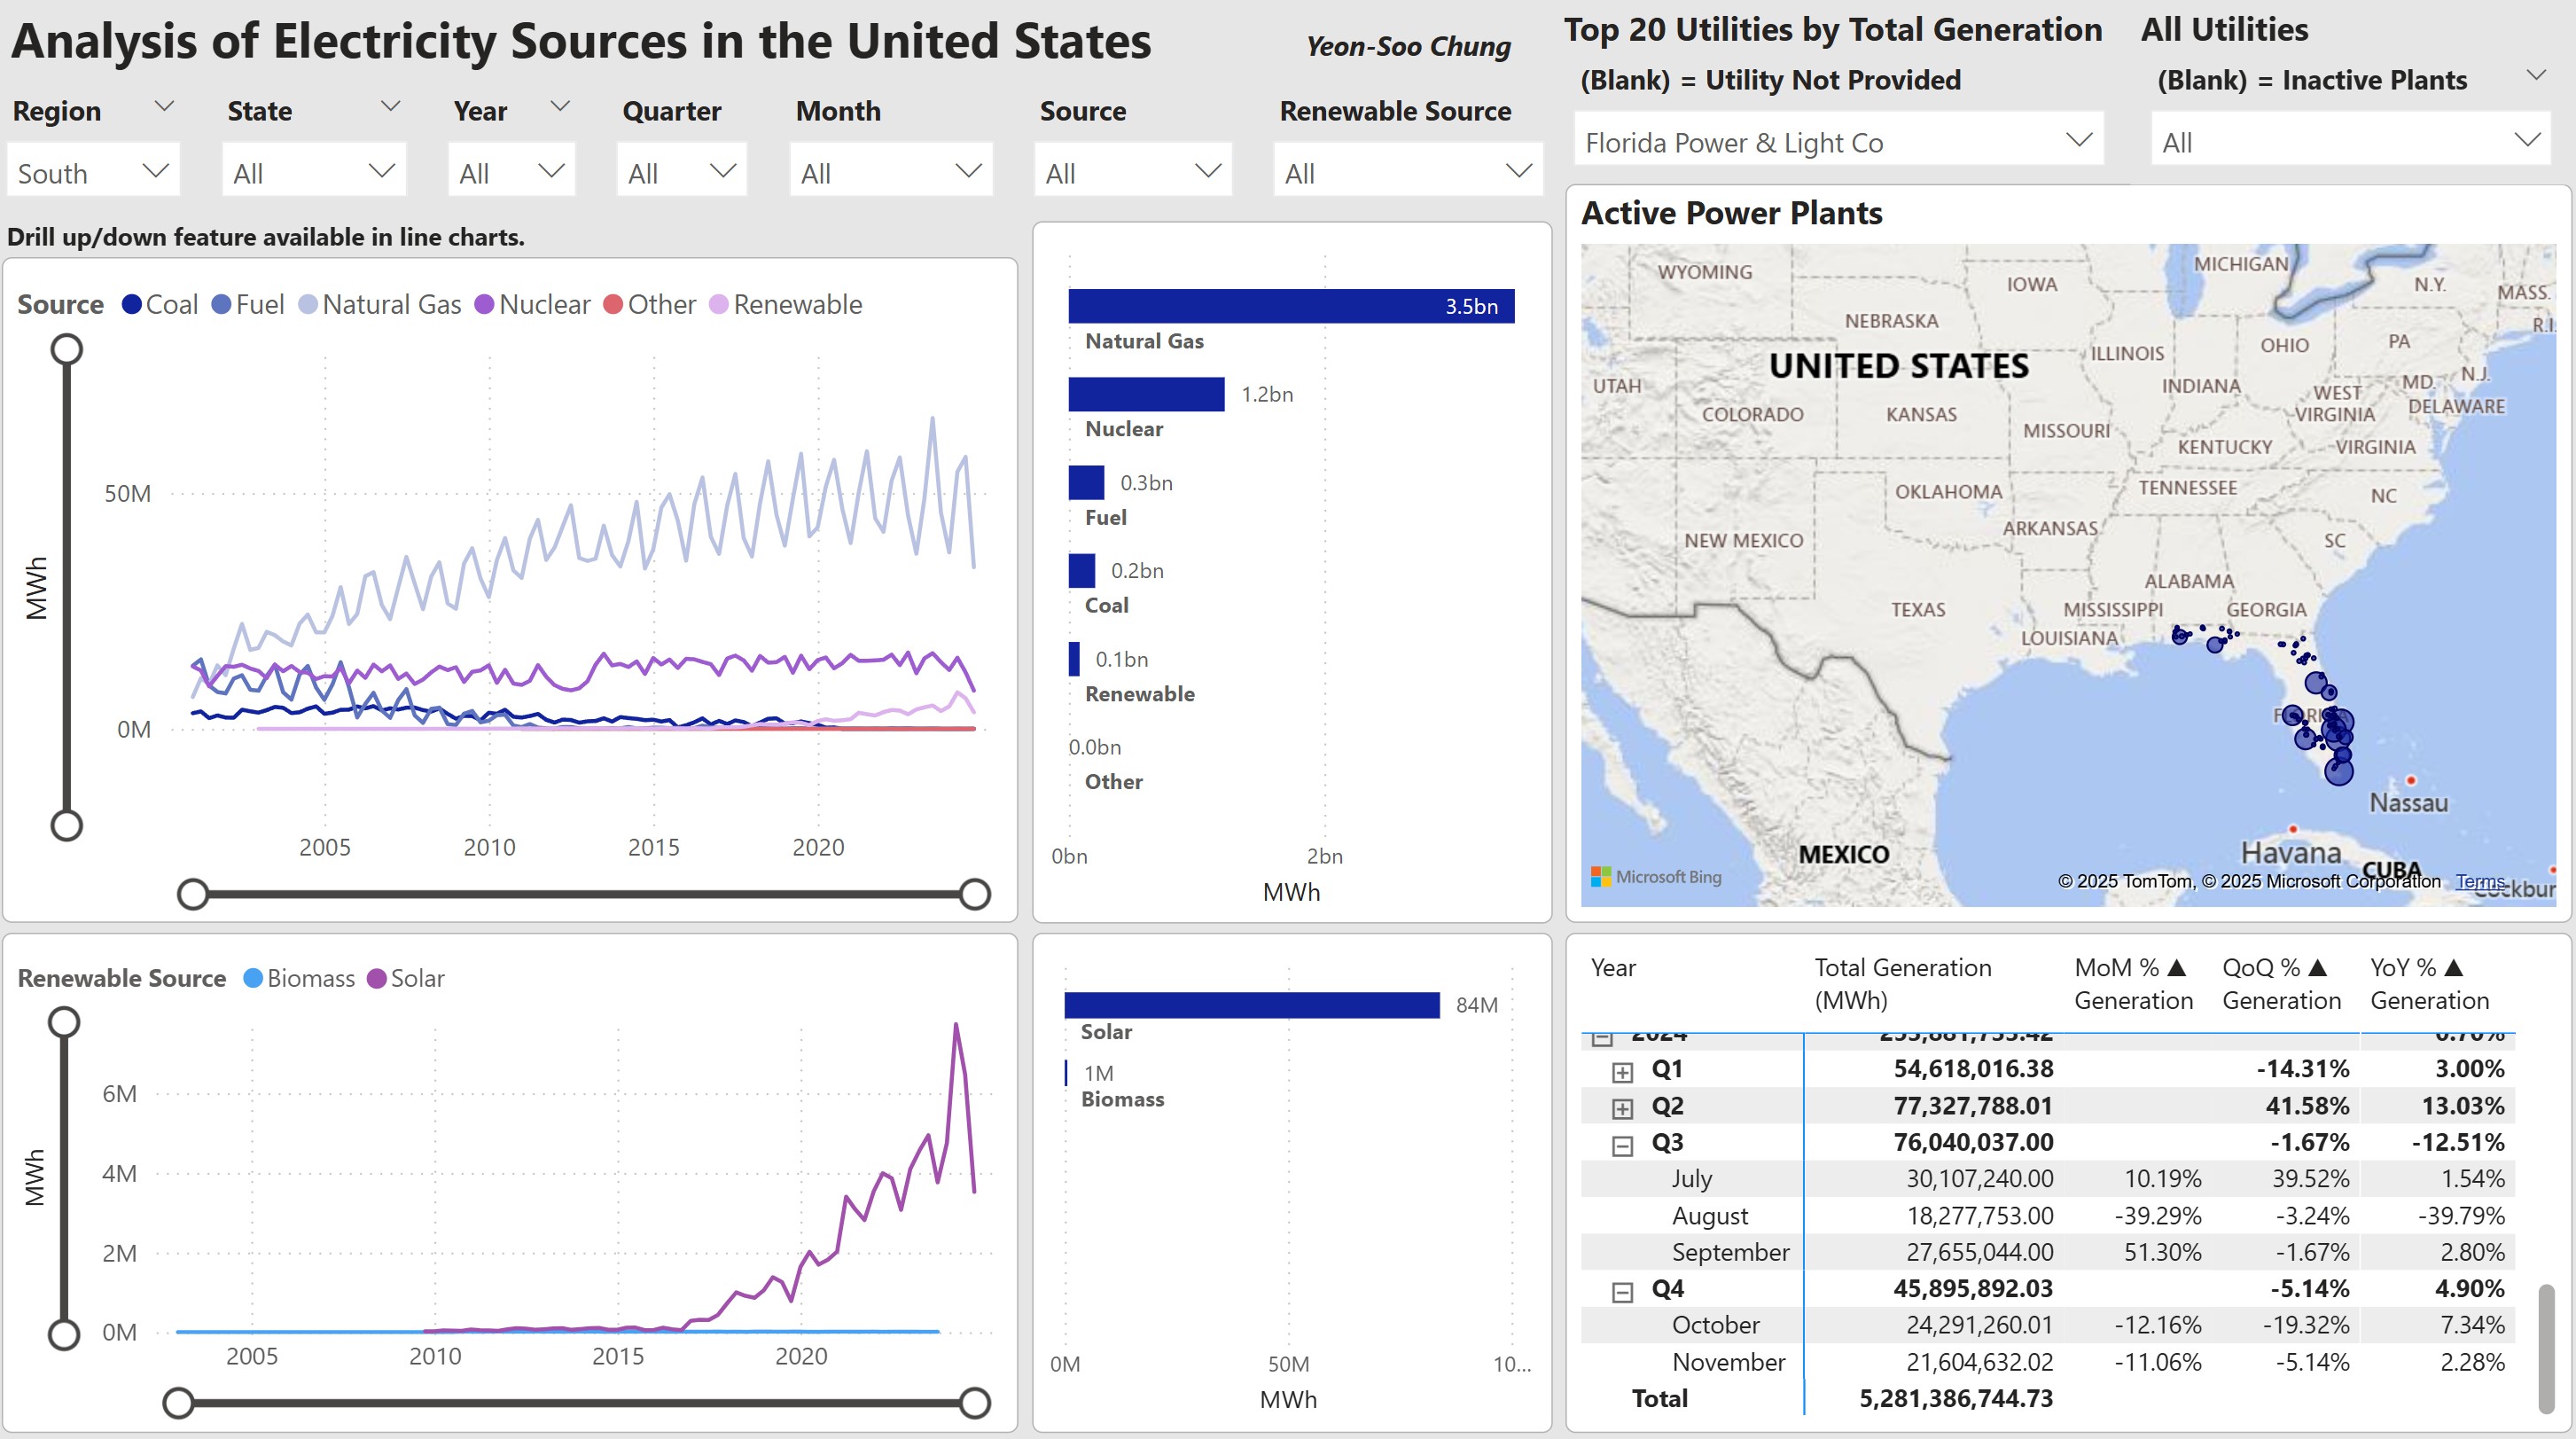 Analysis of Electricity Sources in the United States
Yeon-Soo Chung
Top 20 Utilities by Total Generation
(Blank) = Utility Not Provided
Florida Power & Light Co
All Utilities
(Blank) = Inactive Plants
All
Region
South
State
All
Year
All
Quarter
All
Month
All
Source
All
Renewable Source
All
Drill up/down feature available in line charts.
Source Coal Fuel Natural Gas Nuclear Other Renewable
MWh
50M
0M
2005 2010 2015 2020
3.5bn
Natural Gas
1.2bn
Nuclear
0.3bn
Fuel
0.2bn
Coal
0.1bn
Renewable
0.0bn
Other
0bn 2bn
MWh
Active Power Plants
WYOMING
IOWA
MICHIGAN
N.Y.
MASS.
R.I.
NEBRASKA
UNITED STATES
ILLINOIS
OHIO
PA
UTAH
INDIANA
MD.
N.J.
COLORADO
KANSAS
WEST
VIRGINIA
DELAWARE
MISSOURI
KENTUCKY
VIRGINIA
OKLAHOMA
TENNESSEE
NC
NEW MEXICO
ARKANSAS
SC
ALABAMA
TEXAS
MISSISSIPPI
GEORGIA
LOUISIANA
Nassau
MEXICO
Havana
CUBA
Microsoft Bing
© 2025 TomTom, © 2025 Microsoft Corporation Terms
Renewable Source Biomass Solar
MWh
6M
4M
2M
0M
2005 2010 2015 2020
84M
Solar
1M
Biomass
0M 50M 10...
MWh
Year Total Generation (MWh) MoM % ▲ Generation QoQ % ▲ Generation YoY % ▲ Generation
2024
Q1 54,618,016.38 -14.31% 3.00%
Q2 77,327,788.01 41.58% 13.03%
Q3 76,040,037.00 -1.67% -12.51%
July 30,107,240.00 10.19% 39.52% 1.54%
August 18,277,753.00 -39.29% -3.24% -39.79%
September 27,655,044.00 51.30% -1.67% 2.80%
Q4 45,895,892.03 -5.14% 4.90%
October 24,291,260.01 -12.16% -19.32% 7.34%
November 21,604,632.02 -11.06% -5.14% 2.28%
Total 5,281,386,744.73